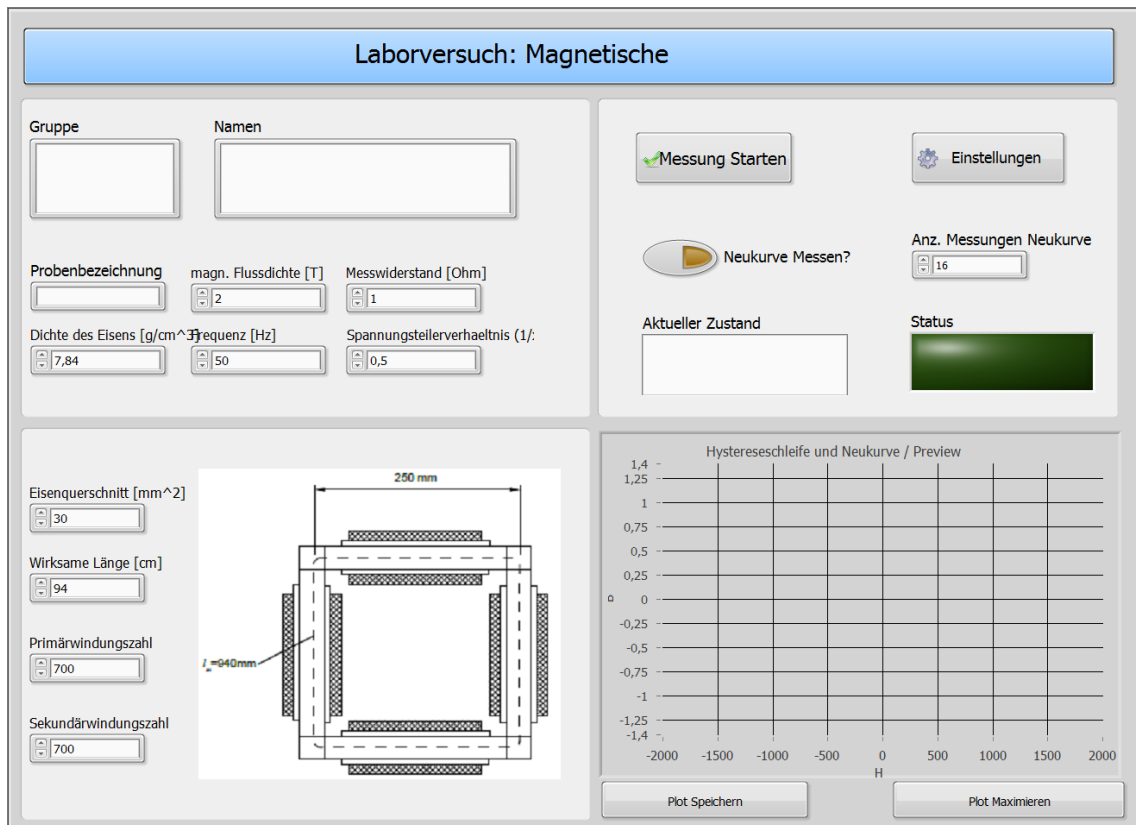 Laborversuch: Magnetische
Gruppe
Namen
Probenbezeichnung
magn. Flussdichte [T]
2
Messwiderstand [Ohm]
1
Dichte des Eisens [g/cm^3]
7,84
Frequenz [Hz]
50
Spannungsteilerverhaeltnis (1/
0,5
Messung Starten
Einstellungen
Neukurve Messen?
Anz. Messungen Neukurve
16
Aktueller Zustand
Status
Eisenquerschnitt [mm^2]
30
Wirksame Länge [cm]
94
Primärwindungszahl
700
Sekundärwindungszahl
700
250 mm
=940mm
Hystereseschleife und Neukurve / Preview
1,4
1,25
1
0,75
0,5
0,25
0
-0,25
-0,5
-0,75
-1
-1,25
-1,4
B
-2000 -1500 -1000 -500 0 500 1000 1500 2000
H
Plot Speichern
Plot Maximieren